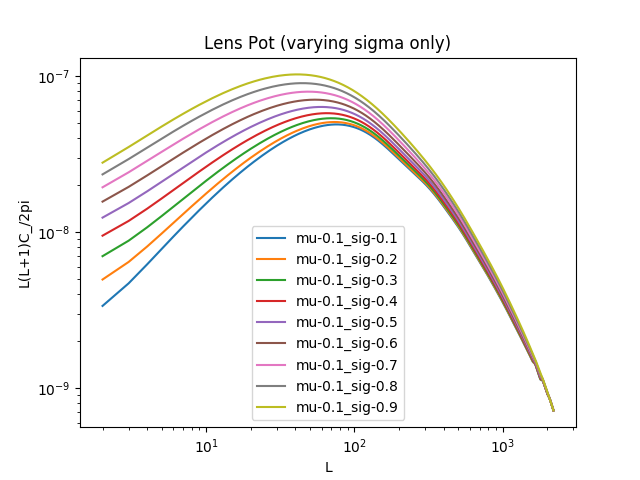 Lens Pot (varying sigma only)
10⁻⁷
10⁻⁸
10⁻⁹
L(L+1)C_/2pi
mu-0.1_sig-0.1
mu-0.1_sig-0.2
mu-0.1_sig-0.3
mu-0.1_sig-0.4
mu-0.1_sig-0.5
mu-0.1_sig-0.6
mu-0.1_sig-0.7
mu-0.1_sig-0.8
mu-0.1_sig-0.9
10¹ 10² 10³
L